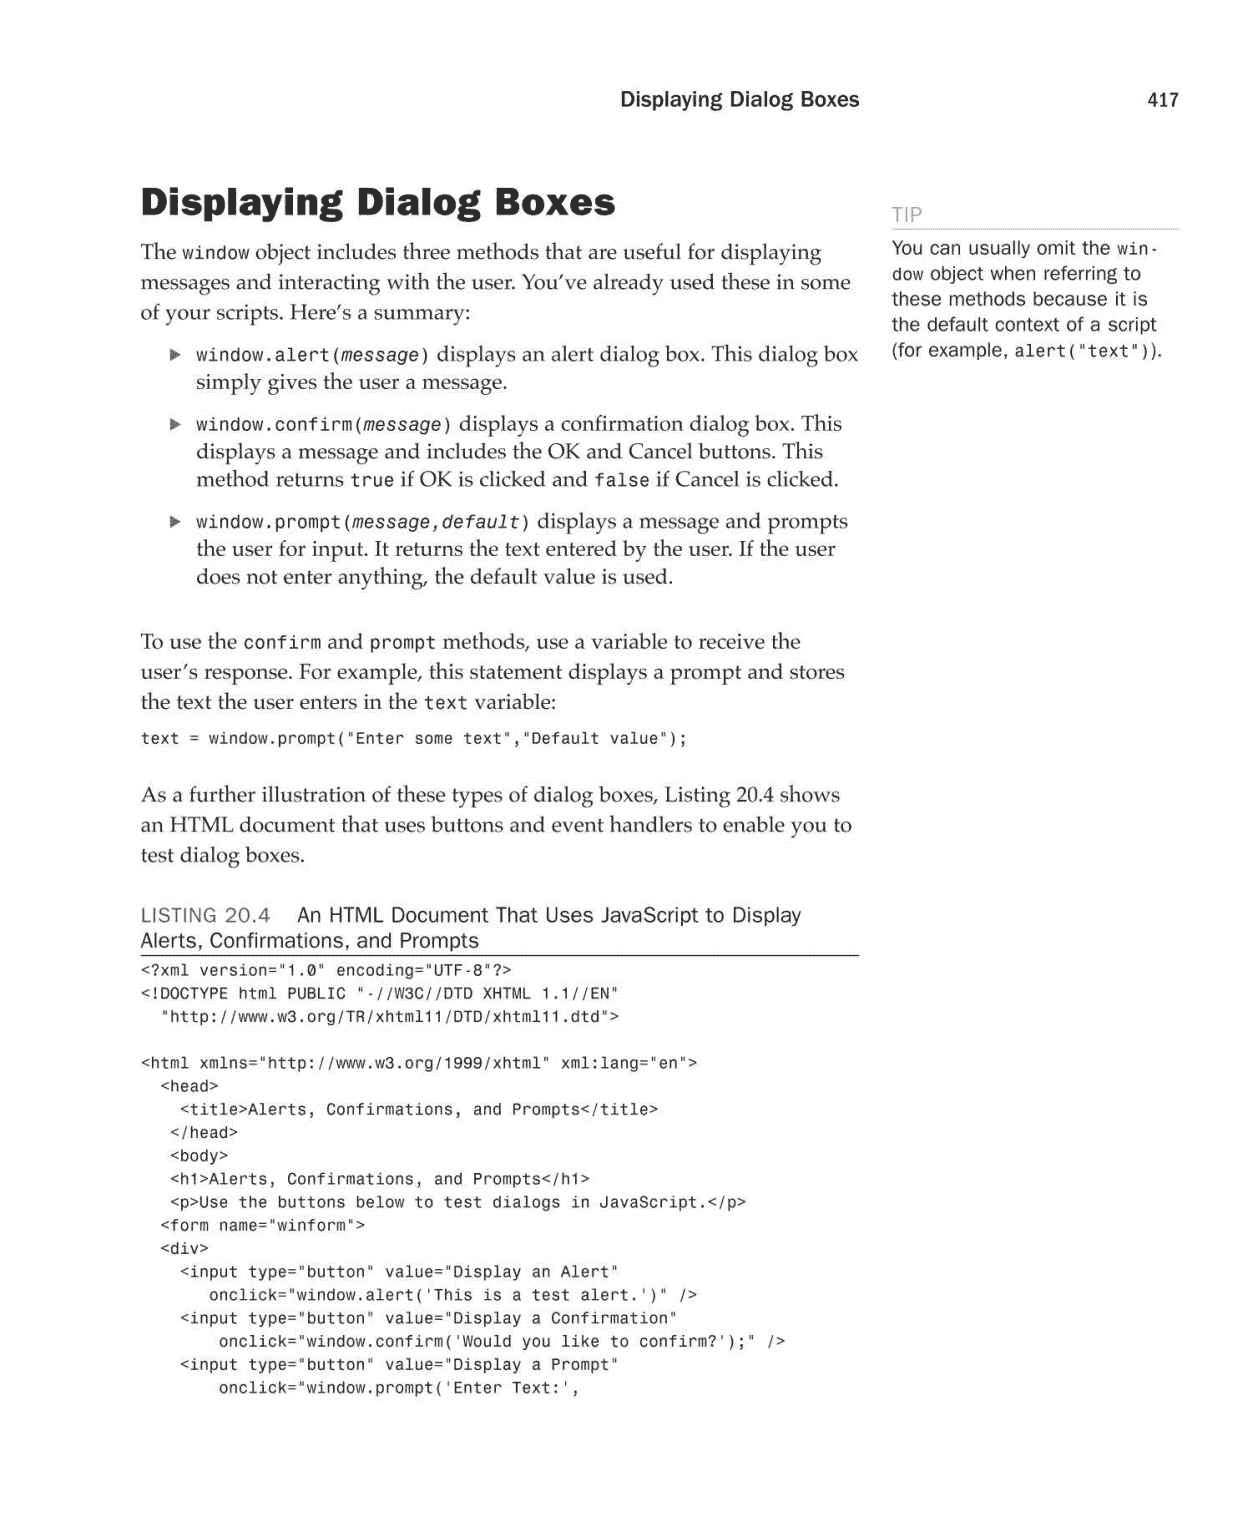 Displaying Dialog Boxes
417
Displaying Dialog Boxes
The window object includes three methods that are useful for displaying
messages and interacting with the user. You've already used these in some
of your scripts. Here's a summary:
▶ window.alert(message) displays an alert dialog box. This dialog box
simply gives the user a message.
▶ window.confirm(message) displays a confirmation dialog box. This
displays a message and includes the OK and Cancel buttons. This
method returns true if OK is clicked and false if Cancel is clicked.
▶ window.prompt(message,default) displays a message and prompts
the user for input. It returns the text entered by the user. If the user
does not enter anything, the default value is used.
To use the confirm and prompt methods, use a variable to receive the
user's response. For example, this statement displays a prompt and stores
the text the user enters in the text variable:
text = window.prompt("Enter some text","Default value");
As a further illustration of these types of dialog boxes, Listing 20.4 shows
an HTML document that uses buttons and event handlers to enable you to
test dialog boxes.
LISTING 20.4 An HTML Document That Uses JavaScript to Display
Alerts, Confirmations, and Prompts
<?xml version="1.0" encoding="UTF-8"?>
<!DOCTYPE html PUBLIC "-//W3C//DTD XHTML 1.1//EN"
  "http://www.w3.org/TR/xhtml11/DTD/xhtml11.dtd">
<html xmlns="http://www.w3.org/1999/xhtml" xml:lang="en">
  <head>
    <title>Alerts, Confirmations, and Prompts</title>
   </head>
   <body>
   <h1>Alerts, Confirmations, and Prompts</h1>
   <p>Use the buttons below to test dialogs in JavaScript.</p>
  <form name="winform">
  <div>
    <input type="button" value="Display an Alert"
       onclick="window.alert('This is a test alert.')" />
    <input type="button" value="Display a Confirmation"
        onclick="window.confirm('Would you like to confirm?');" />
    <input type="button" value="Display a Prompt"
        onclick="window.prompt('Enter Text:',
TIP
You can usually omit the win-
dow object when referring to
these methods because it is
the default context of a script
(for example, alert("text")).